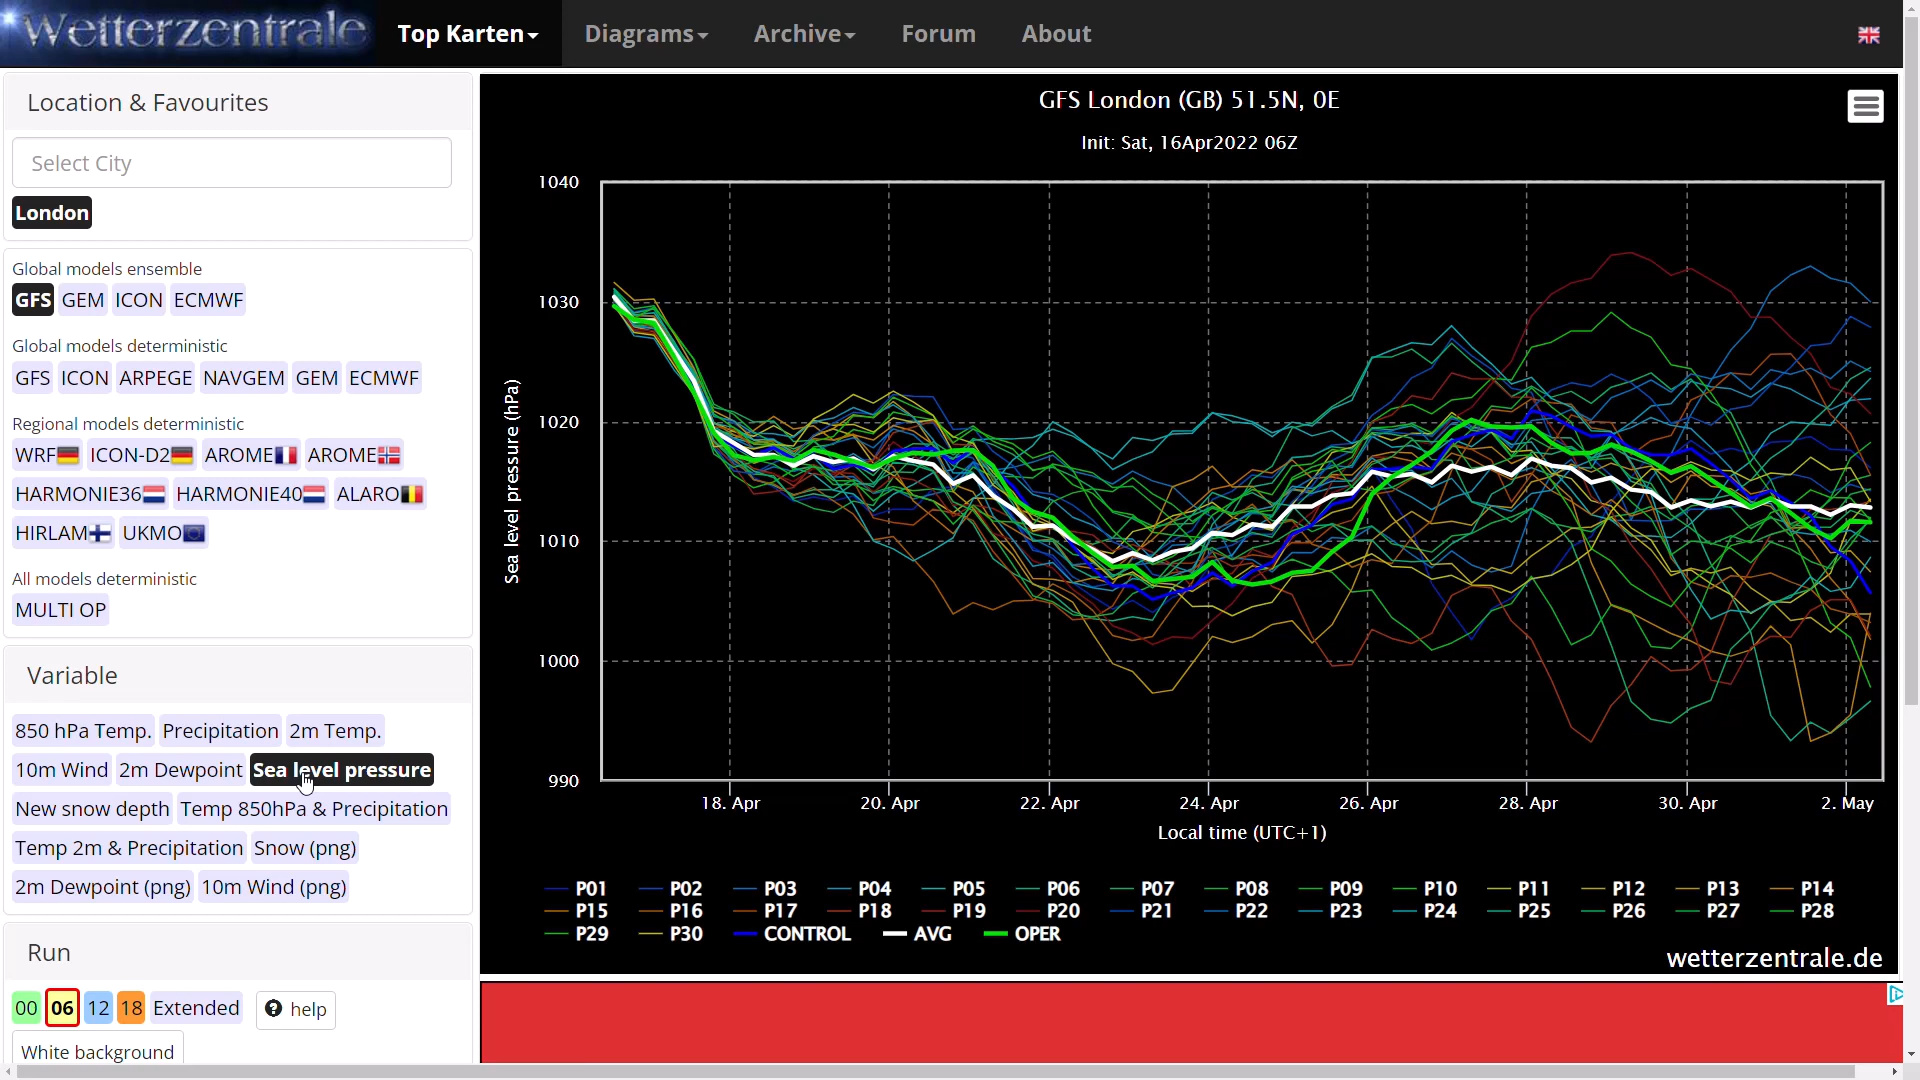 Wetterzentrale
Top Karten
Diagrams
Archive
Forum
About
Location & Favourites
Select City
London
Global models ensemble
GFS GEM ICON ECMWF
Global models deterministic
GFS ICON ARPEGE NAVGEM GEM ECMWF
Regional models deterministic
WRF ICON-D2 AROME AROME
HARMONIE36 HARMONIE40 ALARO
HIRLAM UKMO
All models deterministic
MULTI OP
Variable
850 hPa Temp. Precipitation 2m Temp.
10m Wind 2m Dewpoint Sea level pressure
New snow depth Temp 850hPa & Precipitation
Temp 2m & Precipitation Snow (png)
2m Dewpoint (png) 10m Wind (png)
Run
00 06 12 18 Extended help
White background
GFS London (GB) 51.5N, 0E
Init: Sat, 16Apr2022 06Z
Sea level pressure (hPa)
1040
1030
1020
1010
1000
990
18. Apr 20. Apr 22. Apr 24. Apr 26. Apr 28. Apr 30. Apr 2. May
Local time (UTC+1)
P01 P02 P03 P04 P05 P06 P07 P08 P09 P10 P11 P12 P13 P14
P15 P16 P17 P18 P19 P20 P21 P22 P23 P24 P25 P26 P27 P28
P29 P30 CONTROL AVG OPER
wetterzentrale.de